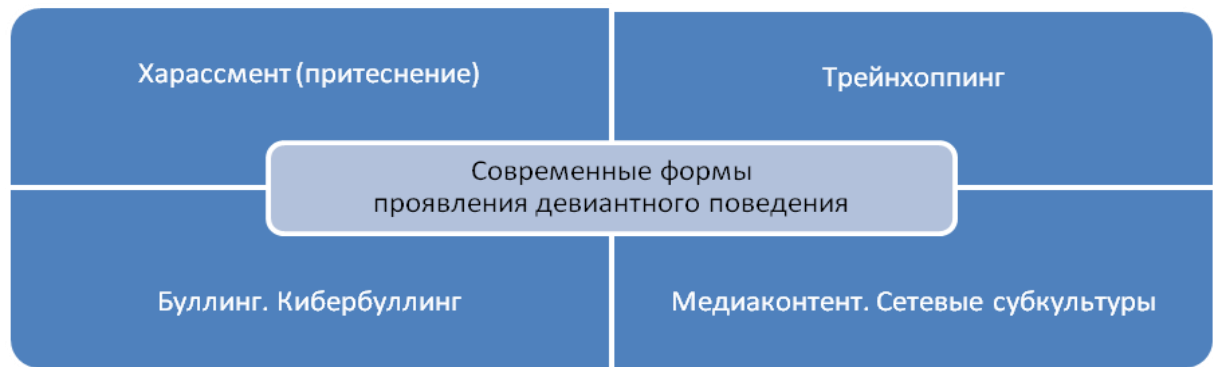 Харассмент (притеснение)
Трейнхоппинг
Современные формы
проявления девиантного поведения
Буллинг. Кибербуллинг
Медиаконтент. Сетевые субкультуры